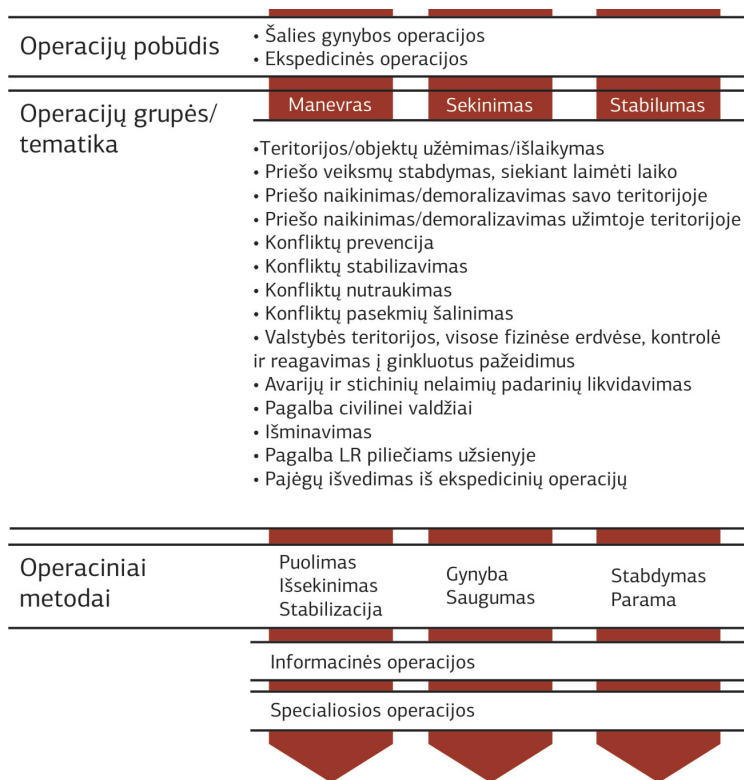 Operacijų pobūdis
• Šalies gynybos operacijos
• Ekspedicinės operacijos
Operacijų grupės/
tematika
Manevras
Sekinimas
Stabilumas
•Teritorijos/objektų užėmimas/išlaikymas
• Priešo veiksmų stabdymas, siekiant laimėti laiko
• Priešo naikinimas/demoralizavimas savo teritorijoje
• Priešo naikinimas/demoralizavimas užimtoje teritorijoje
• Konfliktų prevencija
• Konfliktų stabilizavimas
• Konfliktų nutraukimas
• Konfliktų pasekmių šalinimas
• Valstybės teritorijos, visose fizinėse erdvėse, kontrolė
ir reagavimas į ginkluotus pažeidimus
• Avarijų ir stichinių nelaimių padarinių likvidavimas
• Pagalba civilinei valdžiai
• Išminavimas
• Pagalba LR piliečiams užsienyje
• Pajėgų išvedimas iš ekspedicinių operacijų
Operaciniai
metodai
Puolimas
Išsekinimas
Stabilizacija
Gynyba
Saugumas
Stabdymas
Parama
Informacinės operacijos
Specialiosios operacijos